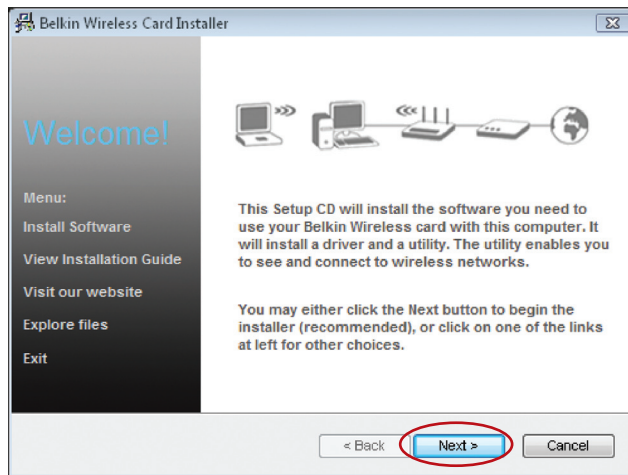 Belkin Wireless Card Installer
Welcome!
Menu:
Install Software
View Installation Guide
Visit our website
Explore files
Exit
This Setup CD will install the software you need to
use your Belkin Wireless card with this computer. It
will install a driver and a utility. The utility enables you
to see and connect to wireless networks.
You may either click the Next button to begin the
installer (recommended), or click on one of the links
at left for other choices.
< Back
Next >
Cancel